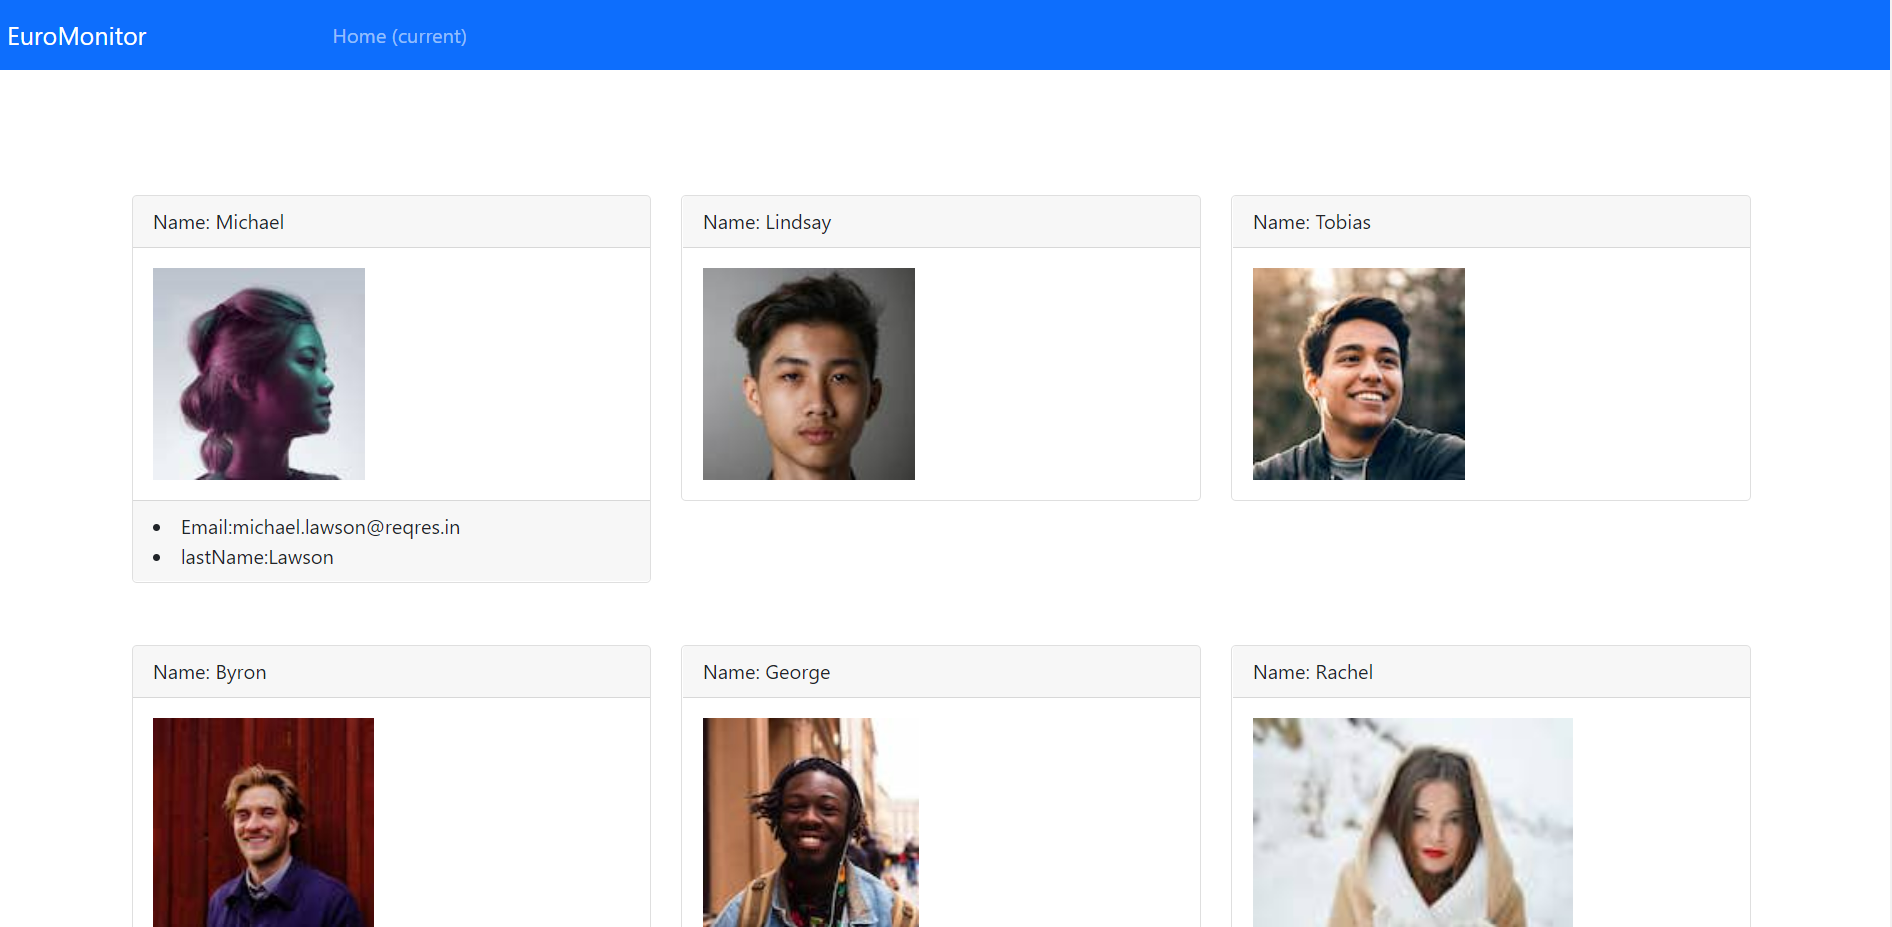 EuroMonitor
Home (current)
Name: Michael
Name: Lindsay
Name: Tobias
Email:michael.lawson@reqres.in
lastName:Lawson
Name: Byron
Name: George
Name: Rachel